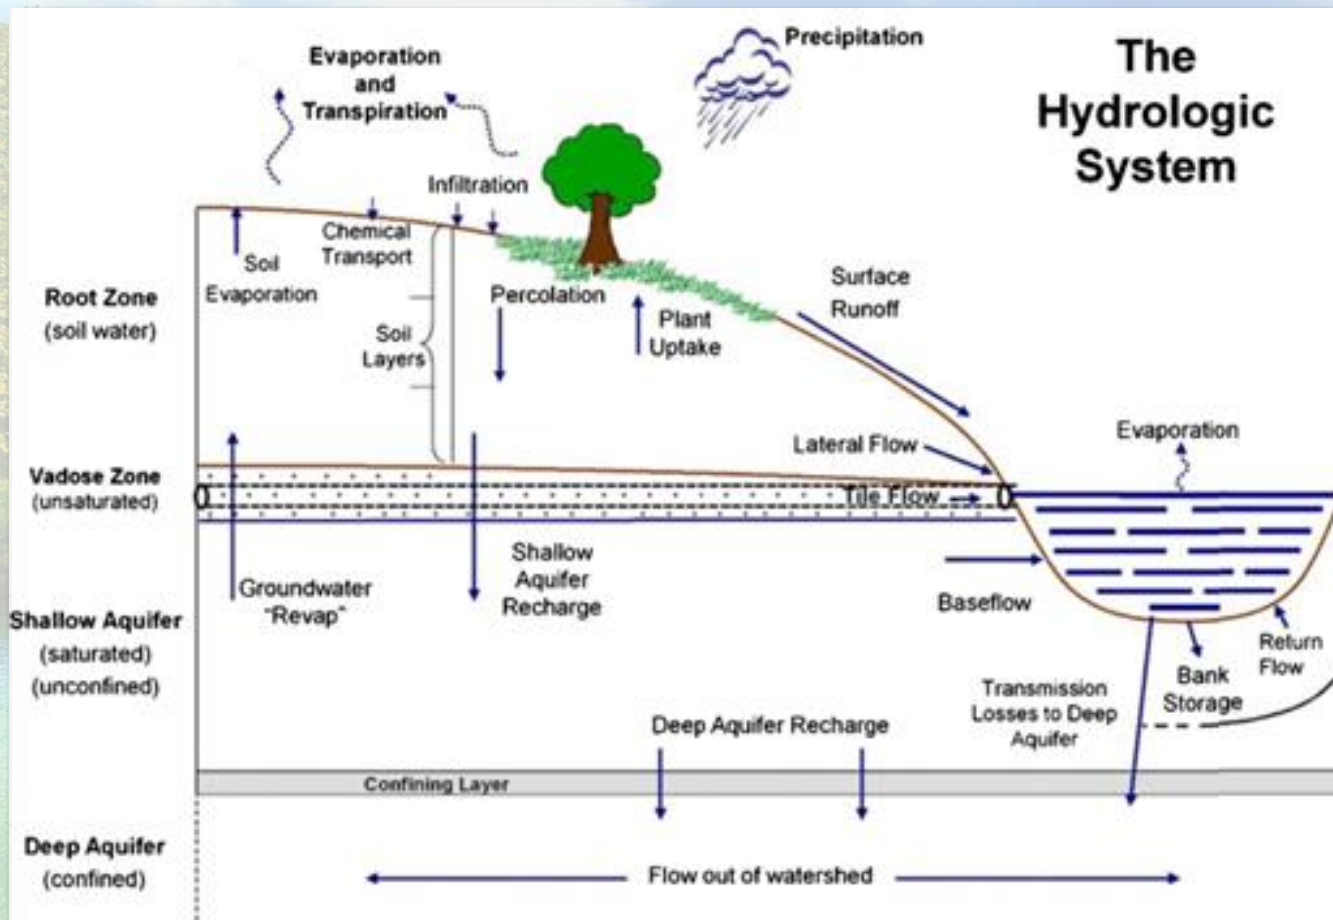 The
Hydrologic
System
Precipitation
Evaporation
and
Transpiration
Infiltration
Chemical
Transport
Soil
Evaporation
Root Zone
(soil water)
Percolation
Plant
Uptake
Surface
Runoff
Soil
Layers
Lateral Flow
Evaporation
Vadose Zone
(unsaturated)
Tile Flow
Groundwater
"Revap"
Shallow
Aquifer
Recharge
Baseflow
Shallow Aquifer
(saturated)
(unconfined)
Return
Flow
Bank
Storage
Transmission
Losses to Deep
Aquifer
Deep Aquifer Recharge
Confining Layer
Deep Aquifer
(confined)
Flow out of watershed